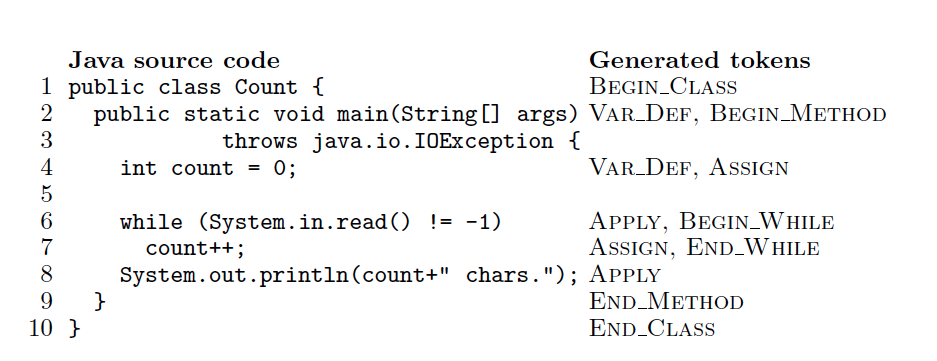 Java source code Generated tokens
1 public class Count { BEGIN_CLASS
2 public static void main(String[] args) VAR_DEF, BEGIN_METHOD
3 throws java.io.IOException {
4 int count = 0; VAR_DEF, ASSIGN
5
6 while (System.in.read() != -1) APPLY, BEGIN_WHILE
7 count++; ASSIGN, END_WHILE
8 System.out.println(count+" chars."); APPLY
9 } END_METHOD
10 } END_CLASS